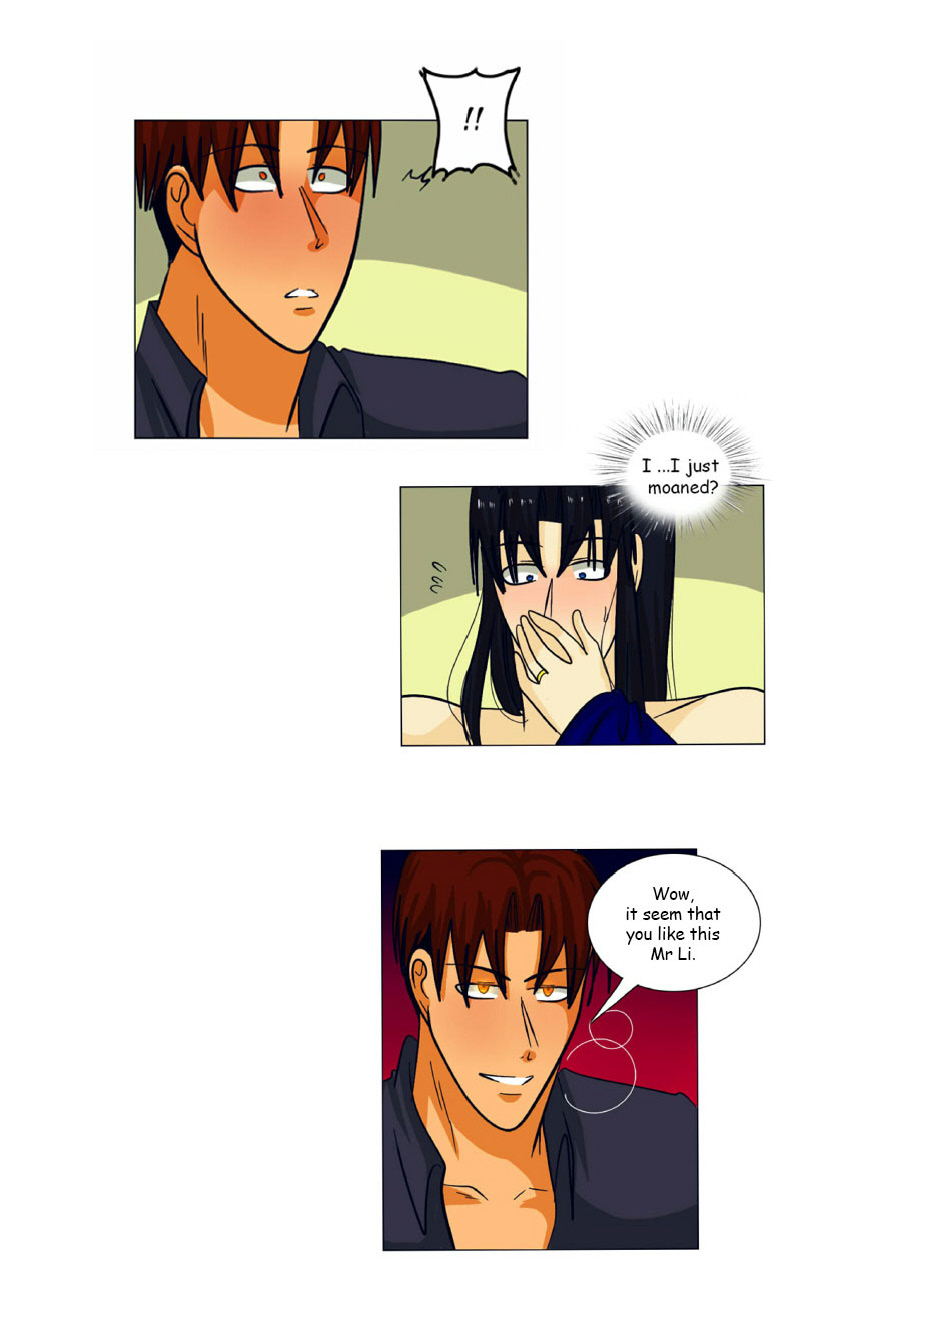 !!
I ...I just
moaned?
Wow,
it seem that
you like this
Mr Li.